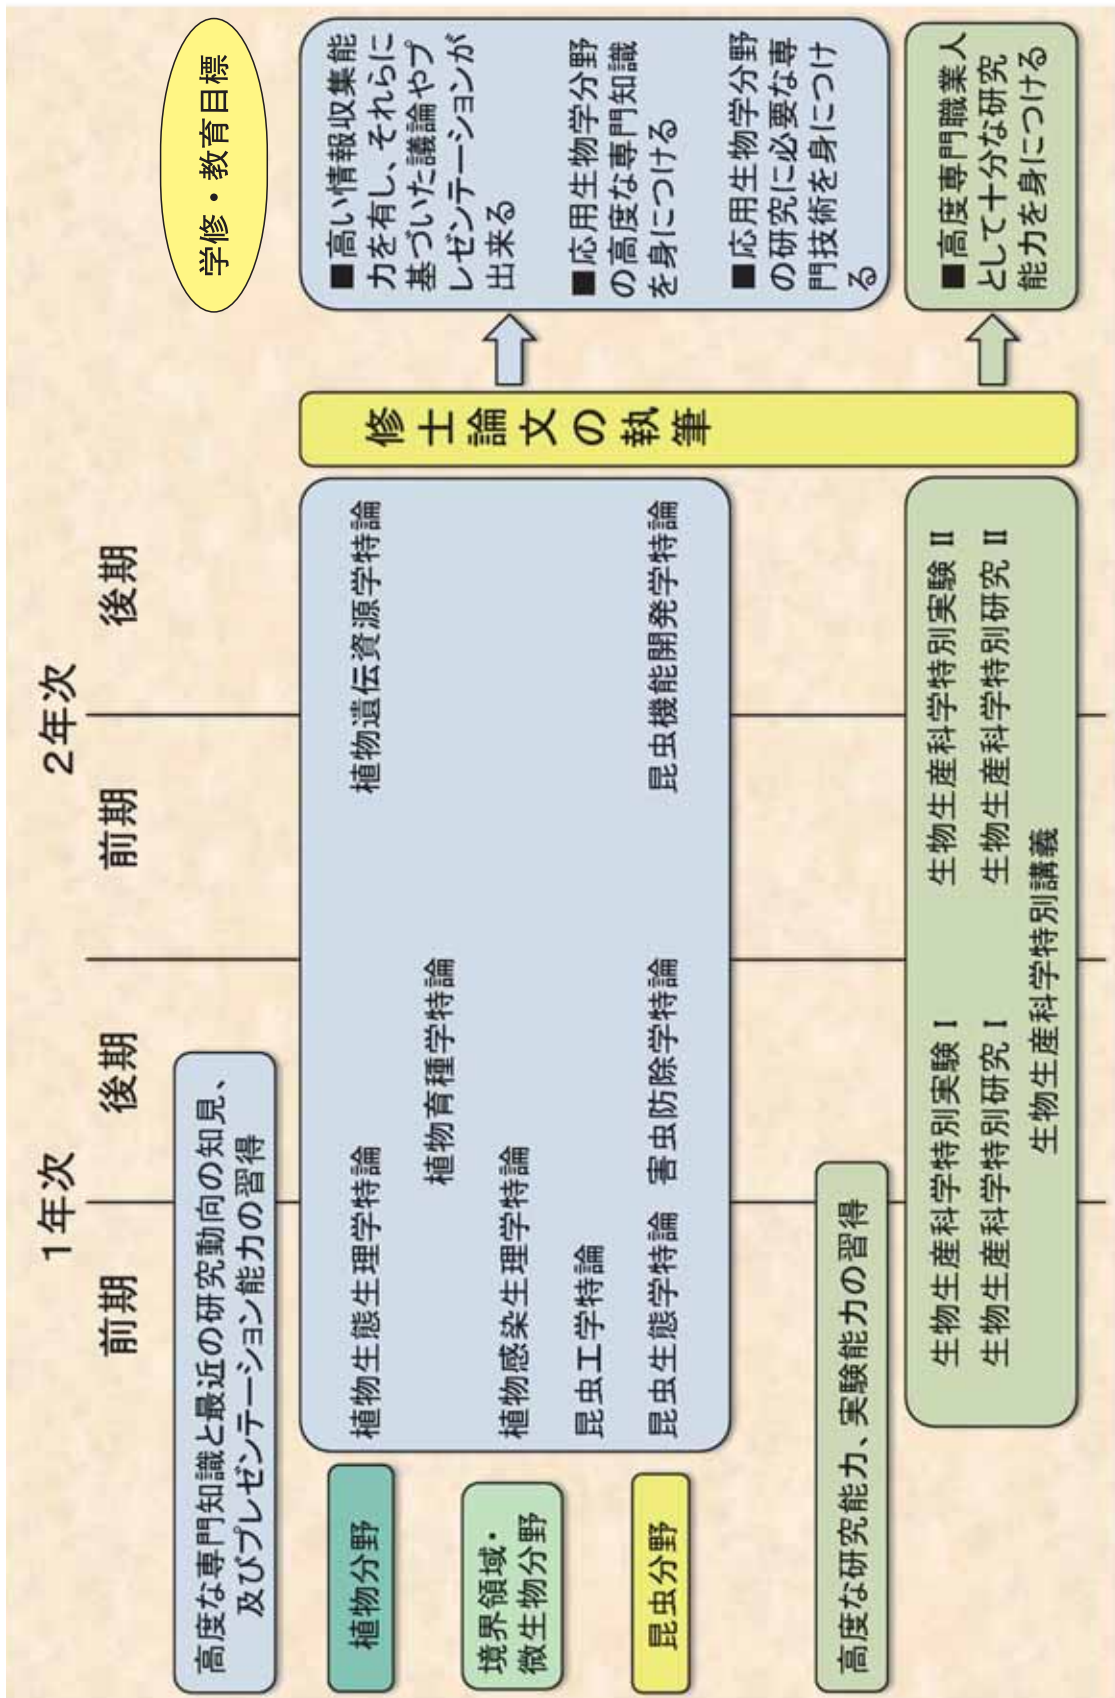 1年次
2年次
前期
後期
前期
後期
学修・教育目標
高度な専門知識と最近の研究動向の知見、
及びプレゼンテーション能力の習得
植物分野
境界領域・
微生物分野
昆虫分野
植物生態生理学特論
植物遺伝資源学特論
植物育種学特論
植物感染生理学特論
昆虫工学特論
昆虫生態学特論
害虫防除学特論
昆虫機能開発学特論
修士論文の執筆
■高い情報収集能
力を有し、それらに
基づいた議論やプ
レゼンテーションが
出来る
■応用生物学分野
の高度な専門知識
を身につける
■応用生物学分野
の研究に必要な専
門技術を身につけ
る
高度な研究能力、実験能力の習得
生物生産科学特別実験 I
生物生産科学特別実験 II
生物生産科学特別研究 I
生物生産科学特別研究 II
生物生産科学特別講義
■高度専門職業人
として十分な研究
能力を身につける